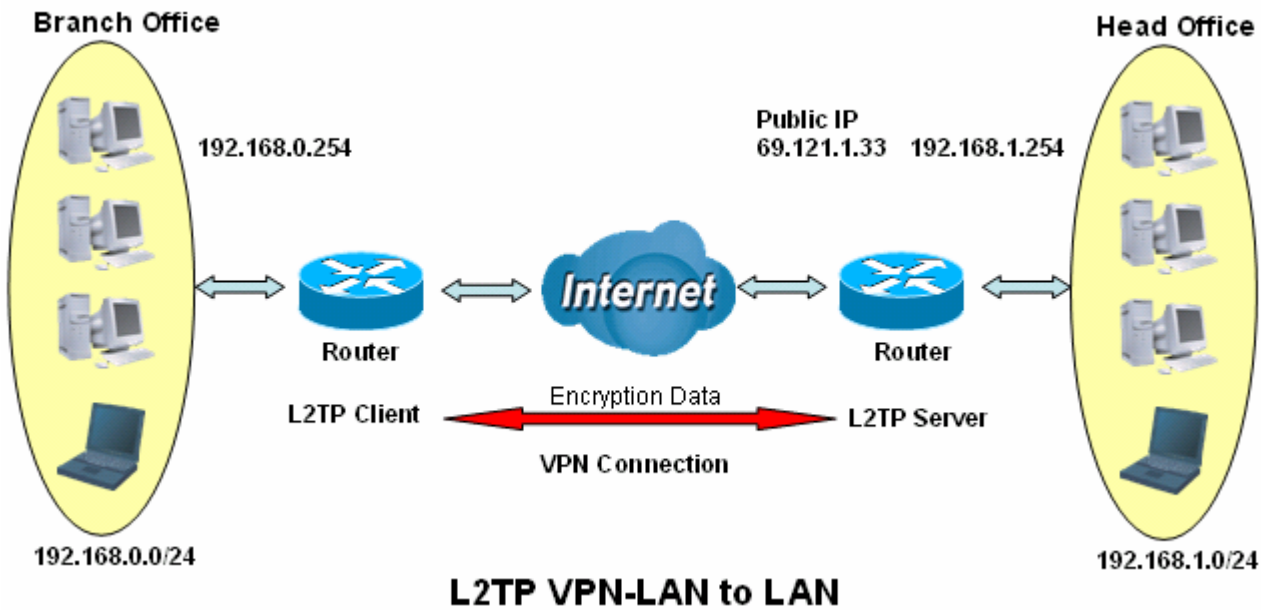 Branch Office
Head Office
Public IP
192.168.0.254
69.121.1.33 192.168.1.254
Internet
Router
Router
Encryption Data
L2TP Client
L2TP Server
VPN Connection
192.168.0.0/24
192.168.1.0/24
L2TP VPN-LAN to LAN